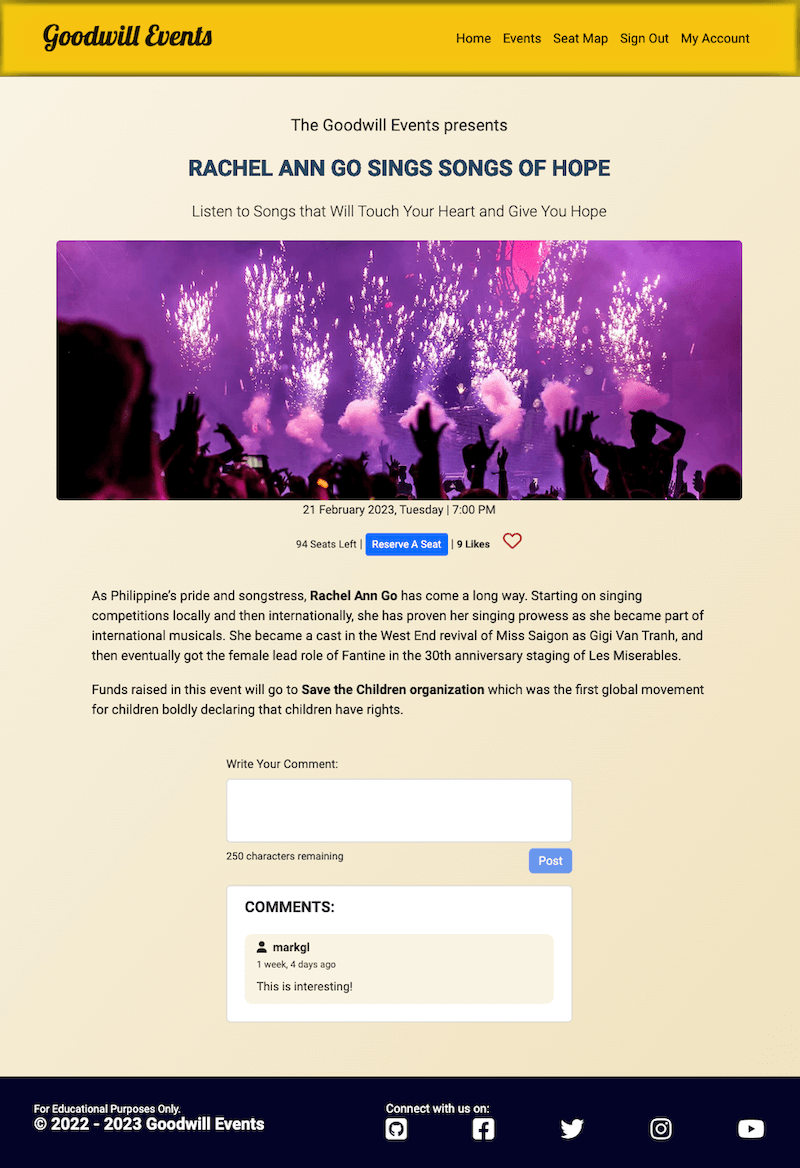 Goodwill Events
Home Events Seat Map Sign Out My Account
The Goodwill Events presents
RACHEL ANN GO SINGS SONGS OF HOPE
Listen to Songs that Will Touch Your Heart and Give You Hope
21 February 2023, Tuesday | 7:00 PM
94 Seats Left | Reserve A Seat | 9 Likes
As Philippine's pride and songstress, Rachel Ann Go has come a long way. Starting on singing
competitions locally and then internationally, she has proven her singing prowess as she became part of
international musicals. She became a cast in the West End revival of Miss Saigon as Gigi Van Tranh, and
then eventually got the female lead role of Fantine in the 30th anniversary staging of Les Miserables.
Funds raised in this event will go to Save the Children organization which was the first global movement
for children boldly declaring that children have rights.
Write Your Comment:
250 characters remaining
Post
COMMENTS:
markgl
1 week, 4 days ago
This is interesting!
For Educational Purposes Only.
© 2022 - 2023 Goodwill Events
Connect with us on: